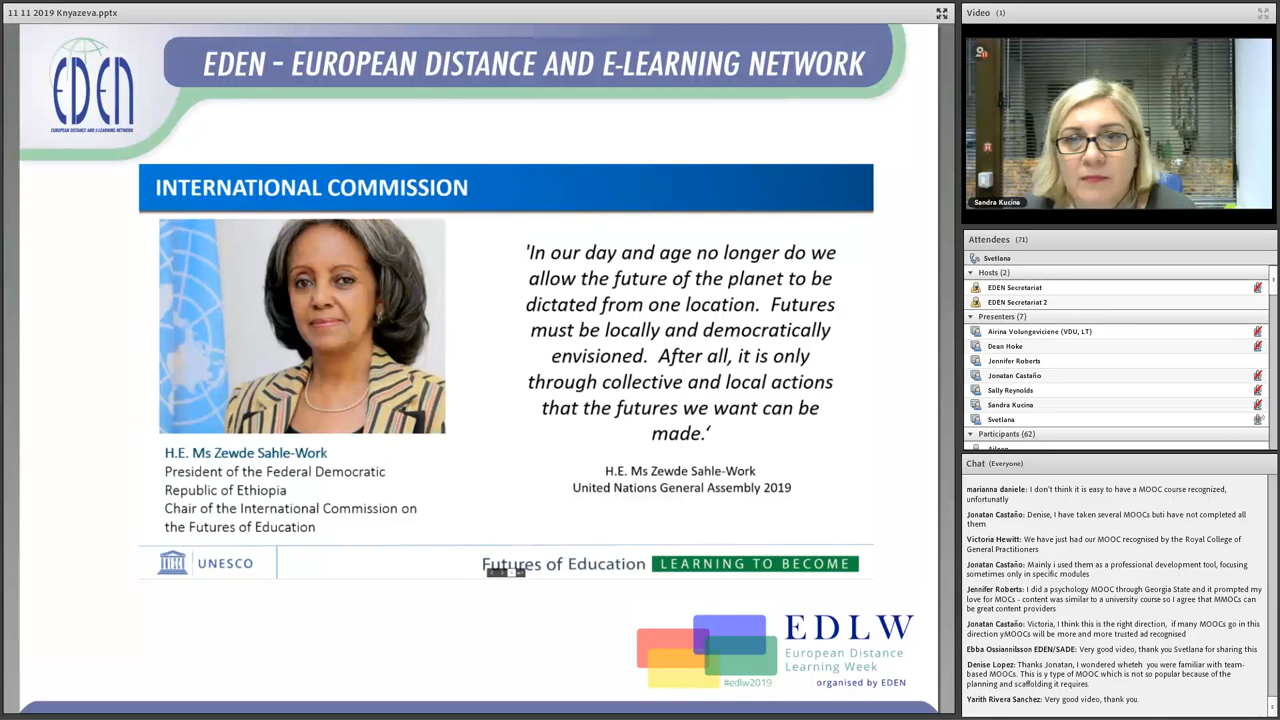 11 11 2019 Knyazeva.pptx
EDEN
EUROPEAN DISTANCE AND E-LEARNING NETWORK
EDEN – EUROPEAN DISTANCE AND E-LEARNING NETWORK
INTERNATIONAL COMMISSION
'In our day and age no longer do we
allow the future of the planet to be
dictated from one location. Futures
must be locally and democratically
envisioned. After all, it is only
through collective and local actions
that the futures we want can be
made.‘
H.E. Ms Zewde Sahle-Work
United Nations General Assembly 2019
H.E. Ms Zewde Sahle-Work
President of the Federal Democratic
Republic of Ethiopia
Chair of the International Commission on
the Futures of Education
UNESCO
Futures of Education LEARNING TO BECOME
EDLW
European Distance
Learning Week
#edlw2019 organised by EDEN
Video (1)
Sandra Kucina
Attendees (71)
Svetlana
Hosts (2)
EDEN Secretariat
EDEN Secretariat 2
Presenters (7)
Airina Volungeviciene (VDU, LT)
Dean Hoke
Jennifer Roberts
Jonatan Castaño
Sally Reynolds
Sandra Kucina
Svetlana
Participants (62)
Chat (Everyone)
marianna daniele: I don't think it is easy to have a MOOC course recognized,
unfortunatly
Jonatan Castaño: Denise, I have taken several MOOCs buti have not completed all
them
Victoria Hewitt: We have just had our MOOC recognised by the Royal College of
General Practitioners
Jonatan Castaño: Mainly i used them as a professional development tool, focusing
sometimes only in specific modules
Jennifer Roberts: I did a psychology MOOC through Georgia State and it prompted my
love for MOCs - content was similar to a university course so I agree that MMOCs can
be great content providers
Jonatan Castaño: Victoria, I think this is the right direction, if many MOOCs go in this
direction yMOOCs will be more and more trusted ad recognised
Ebba Ossiannilsson EDEN/SADE: Very good video, thank you Svetlana for sharing this
Denise Lopez: Thanks Jonatan, I wondered wheteh you were familiar with team-
based MOOCs. This is y type of MOOC which is not so popular because of the
planning and scaffolding it requires.
Yarith Rivera Sanchez: Very good video, thank you.